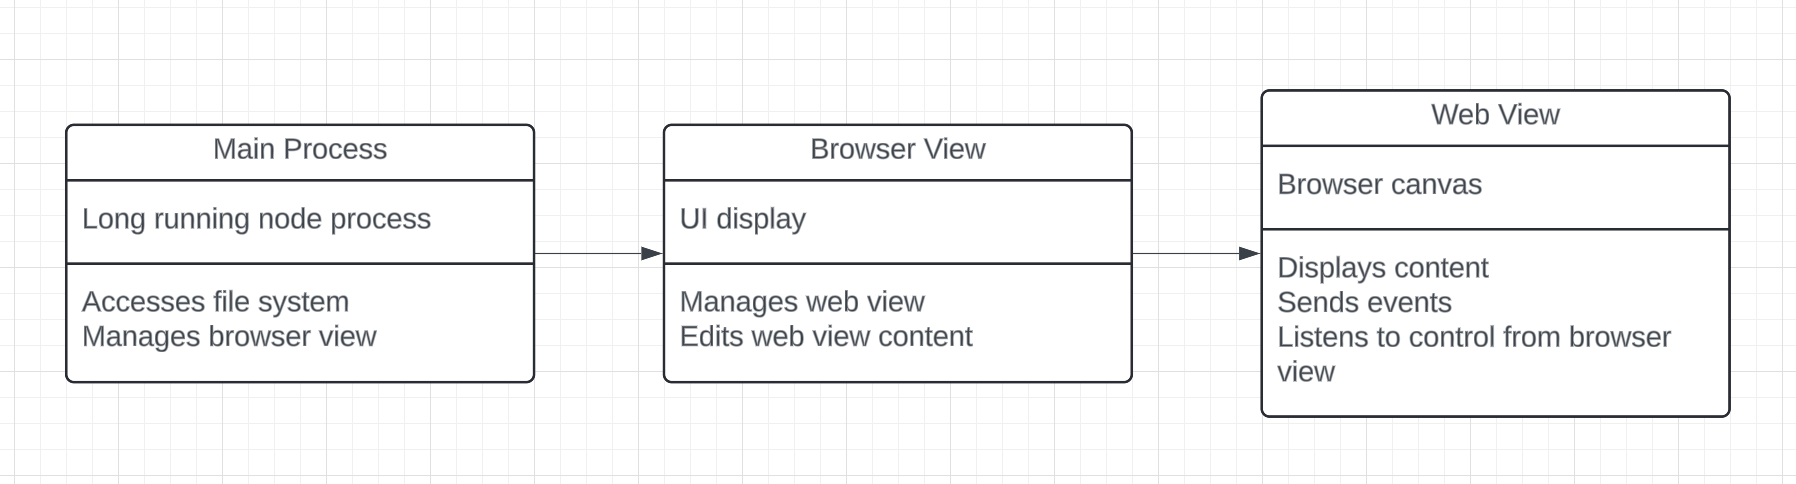 Main Process
Long running node process
Accesses file system
Manages browser view
Browser View
UI display
Manages web view
Edits web view content
Web View
Browser canvas
Displays content
Sends events
Listens to control from browser
view